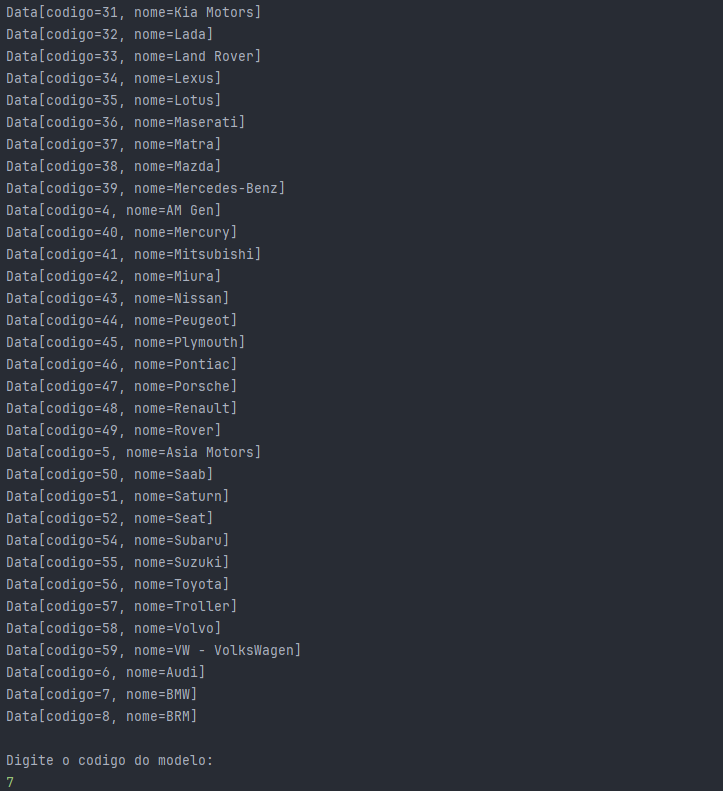 Data[codigo=31, nome=Kia Motors]
Data[codigo=32, nome=Lada]
Data[codigo=33, nome=Land Rover]
Data[codigo=34, nome=Lexus]
Data[codigo=35, nome=Lotus]
Data[codigo=36, nome=Maserati]
Data[codigo=37, nome=Matra]
Data[codigo=38, nome=Mazda]
Data[codigo=39, nome=Mercedes-Benz]
Data[codigo=4, nome=AM Gen]
Data[codigo=40, nome=Mercury]
Data[codigo=41, nome=Mitsubishi]
Data[codigo=42, nome=Miura]
Data[codigo=43, nome=Nissan]
Data[codigo=44, nome=Peugeot]
Data[codigo=45, nome=Plymouth]
Data[codigo=46, nome=Pontiac]
Data[codigo=47, nome=Porsche]
Data[codigo=48, nome=Renault]
Data[codigo=49, nome=Rover]
Data[codigo=5, nome=Asia Motors]
Data[codigo=50, nome=Saab]
Data[codigo=51, nome=Saturn]
Data[codigo=52, nome=Seat]
Data[codigo=54, nome=Subaru]
Data[codigo=55, nome=Suzuki]
Data[codigo=56, nome=Toyota]
Data[codigo=57, nome=Troller]
Data[codigo=58, nome=Volvo]
Data[codigo=59, nome=VW - VolksWagen]
Data[codigo=6, nome=Audi]
Data[codigo=7, nome=BMW]
Data[codigo=8, nome=BRM]
Digite o codigo do modelo:
7